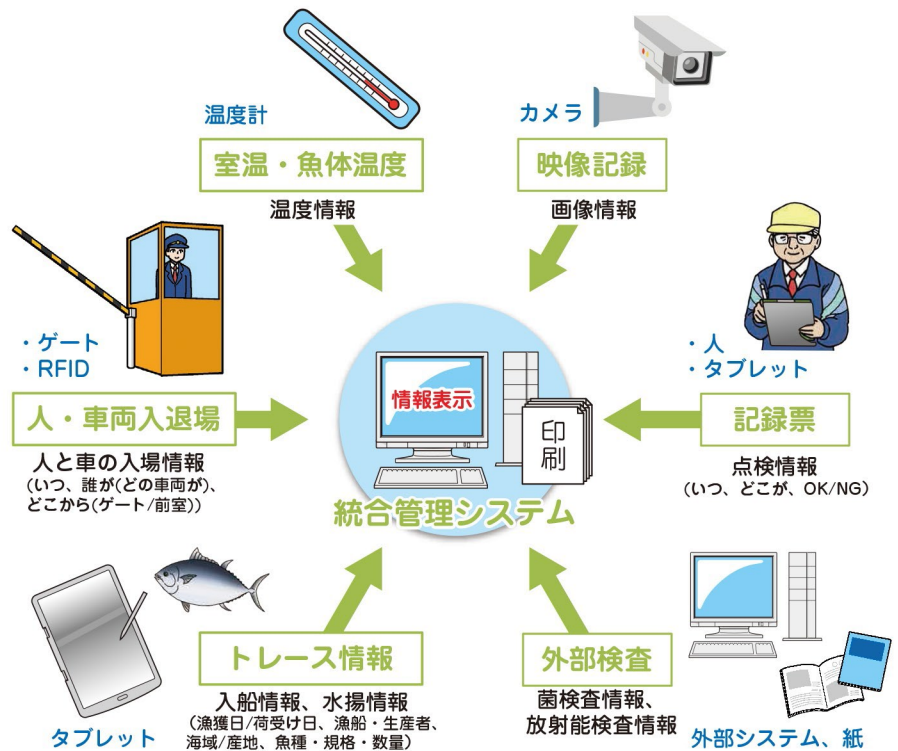 温度計
室温・魚体温度
温度情報
カメラ
映像記録
画像情報
・ゲート
・RFID
人・車両入退場
人と車の入場情報
(いつ、誰が(どの車両が)、
どこから(ゲート/前室))
・人
・タブレット
記録票
点検情報
(いつ、どこが、OK/NG)
情報表示
印
刷
統合管理システム
タブレット
トレース情報
入船情報、水揚情報
(漁獲日/荷受け日、漁船・生産者、
海域/産地、魚種・規格・数量)
外部検査
菌検査情報、
放射能検査情報
外部システム、紙